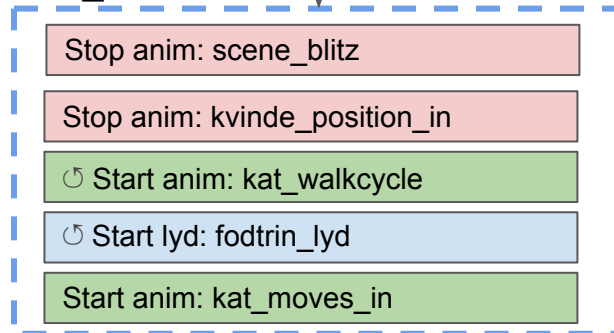 Stop anim: scene_blitz
Stop anim: kvinde_position_in
↺ Start anim: kat_walkcycle
↺ Start lyd: fodtrin_lyd
Start anim: kat_moves_in